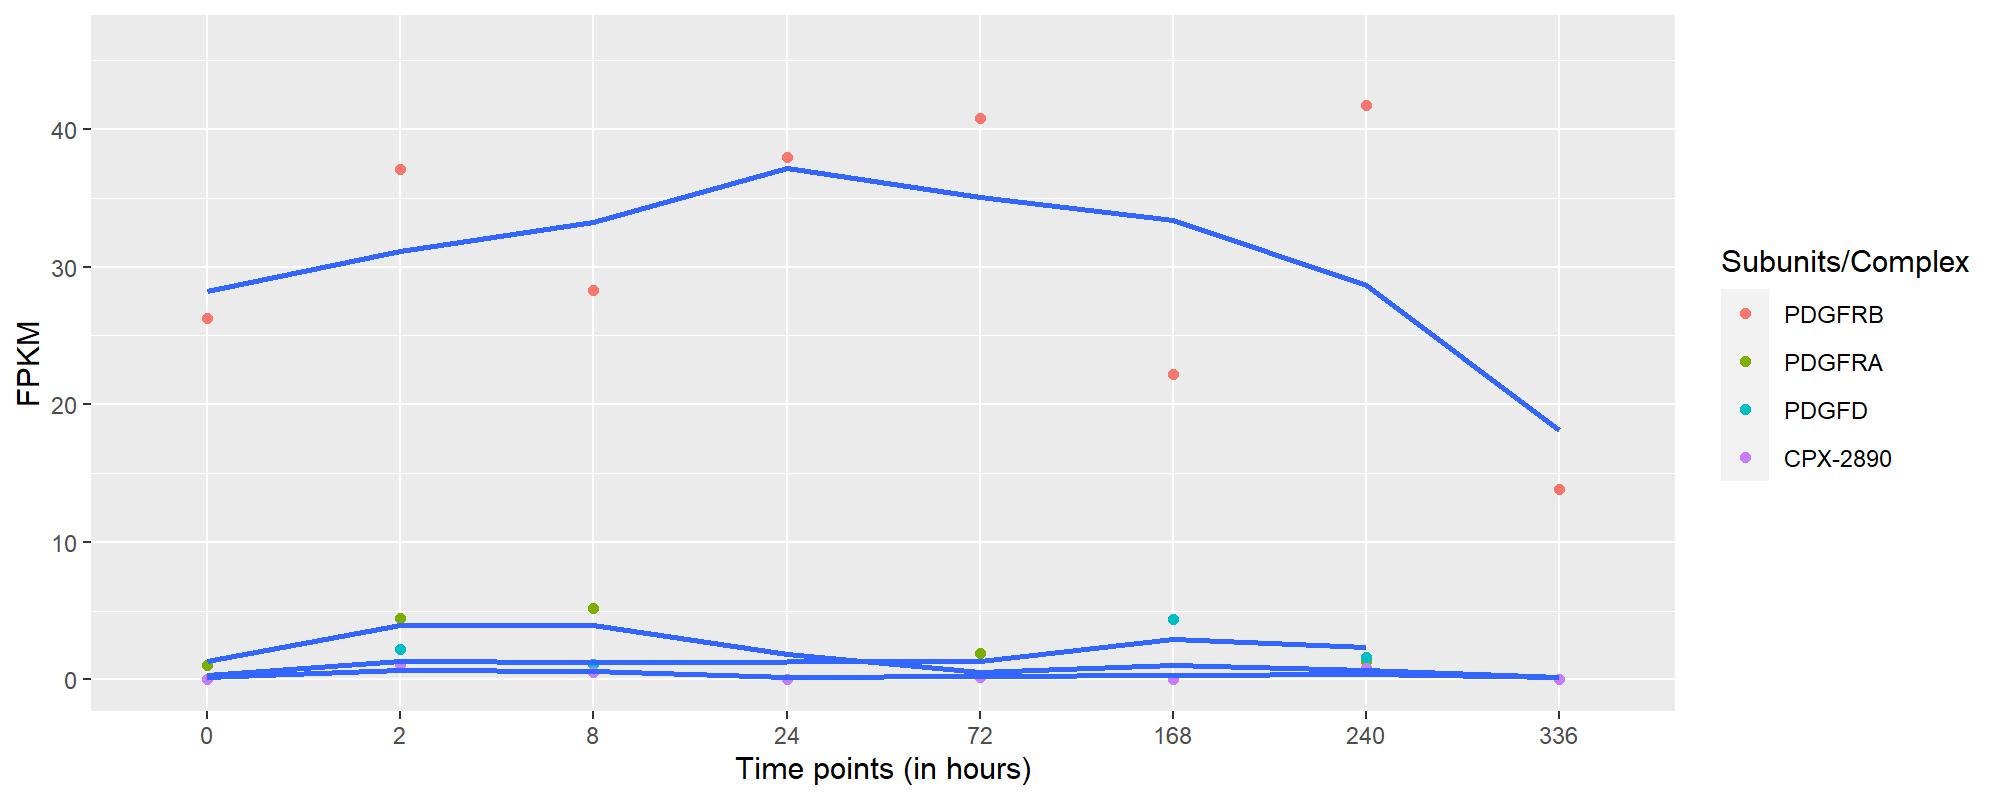 FPKM
40
30
20
10
0
0 2 8 24 72 168 240 336
Time points (in hours)
Subunits/Complex
PDGFRB
PDGFRA
PDGFD
CPX-2890